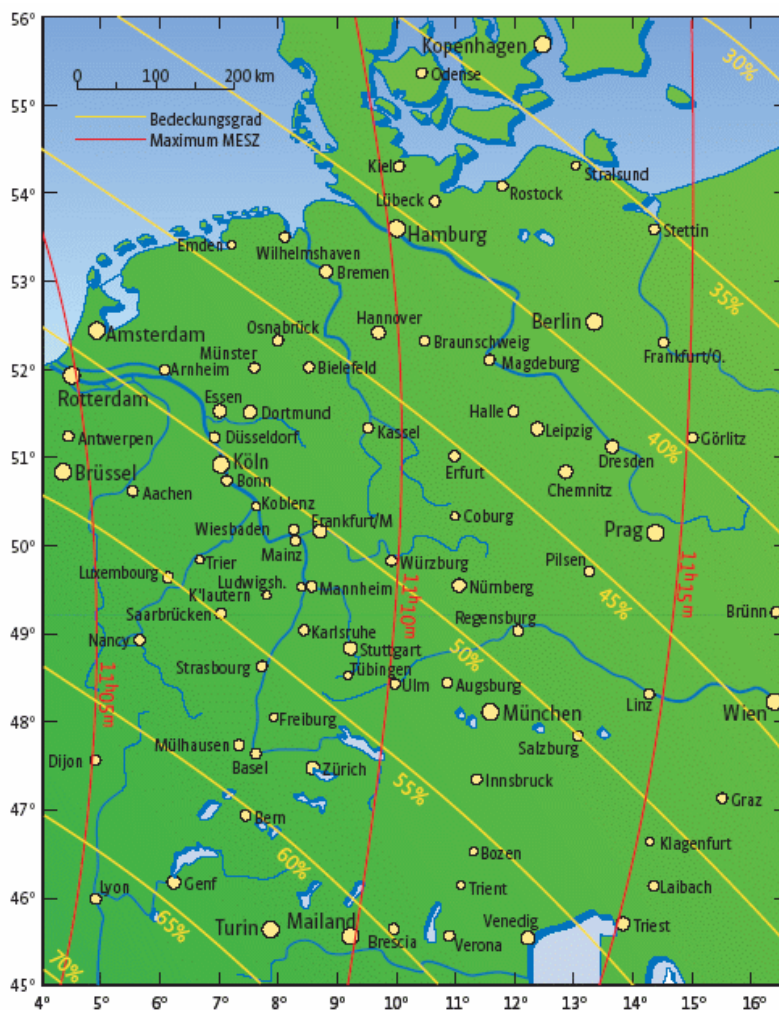 56°
Kopenhagen
Odense
30%
0 100 200 km
55°
Bedeckungsgrad
Maximum MESZ
Kiel
Stralsund
54°
Rostock
Lübeck
Hamburg
Stettin
Emden
Wilhelmshaven
53°
Bremen
35%
Hannover
Berlin
Osnabrück
Amsterdam
Braunschweig
Münster
Frankfurt/O.
52°
Arnheim
Bielefeld
Magdeburg
Rotterdam
Essen
Dortmund
Halle
Leipzig
Antwerpen
Düsseldorf
Kassel
40%
Görlitz
51°
Köln
Erfurt
Dresden
Brüssel
Bonn
Chemnitz
Aachen
Koblenz
Wiesbaden
Frankfurt/M
Coburg
Prag
50°
Mainz
Trier
Würzburg
Pilsen
Luxembourg
Ludwigsh.
Mannheim
Nürnberg
11h15m
K'lautern
11h10m
45%
Saarbrücken
Regensburg
Brünn
49°
Nancy
Karlsruhe
Stuttgart
50%
Strasbourg
Tübingen
11h05m
Ulm
Augsburg
Linz
Wien
48°
Freiburg
München
Mülhausen
Salzburg
Dijon
Basel
Zürich
Innsbruck
55%
Graz
47°
Bern
Klagenfurt
60%
Bozen
Genf
Trient
Laibach
46°
Lyon
65%
Turin
Mailand
Venedig
Triest
Brescia
Verona
70%
45°
4° 5° 6° 7° 8° 9° 10° 11° 12° 13° 14° 15° 16°